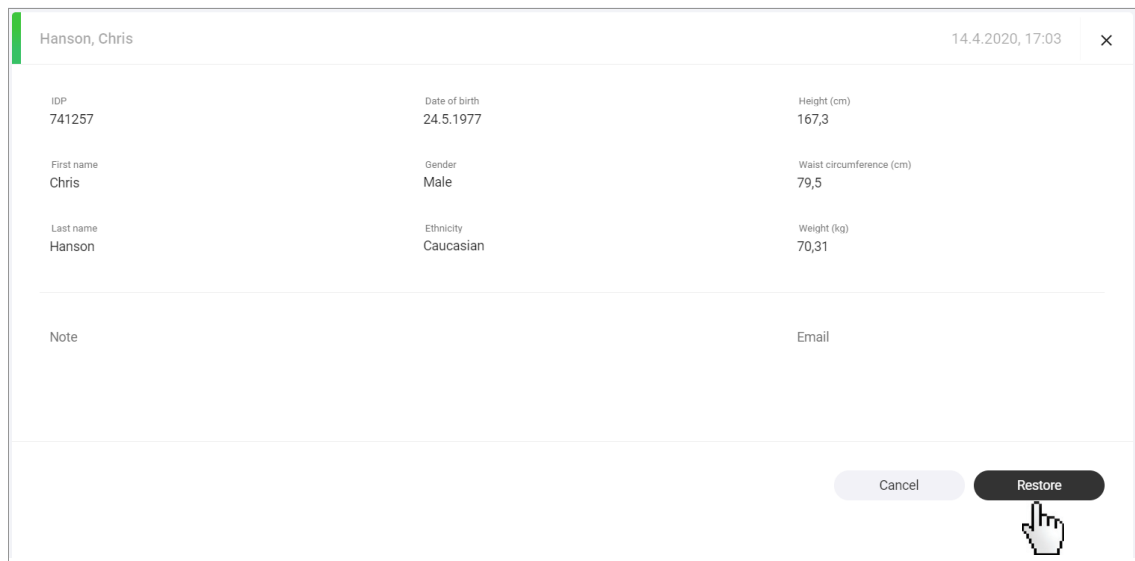 Hanson, Chris 14.4.2020, 17:03
IDP Date of birth Height (cm)
741257 24.5.1977 167,3
First name Gender Waist circumference (cm)
Chris Male 79,5
Last name Ethnicity Weight (kg)
Hanson Caucasian 70,31
Note Email
Cancel Restore